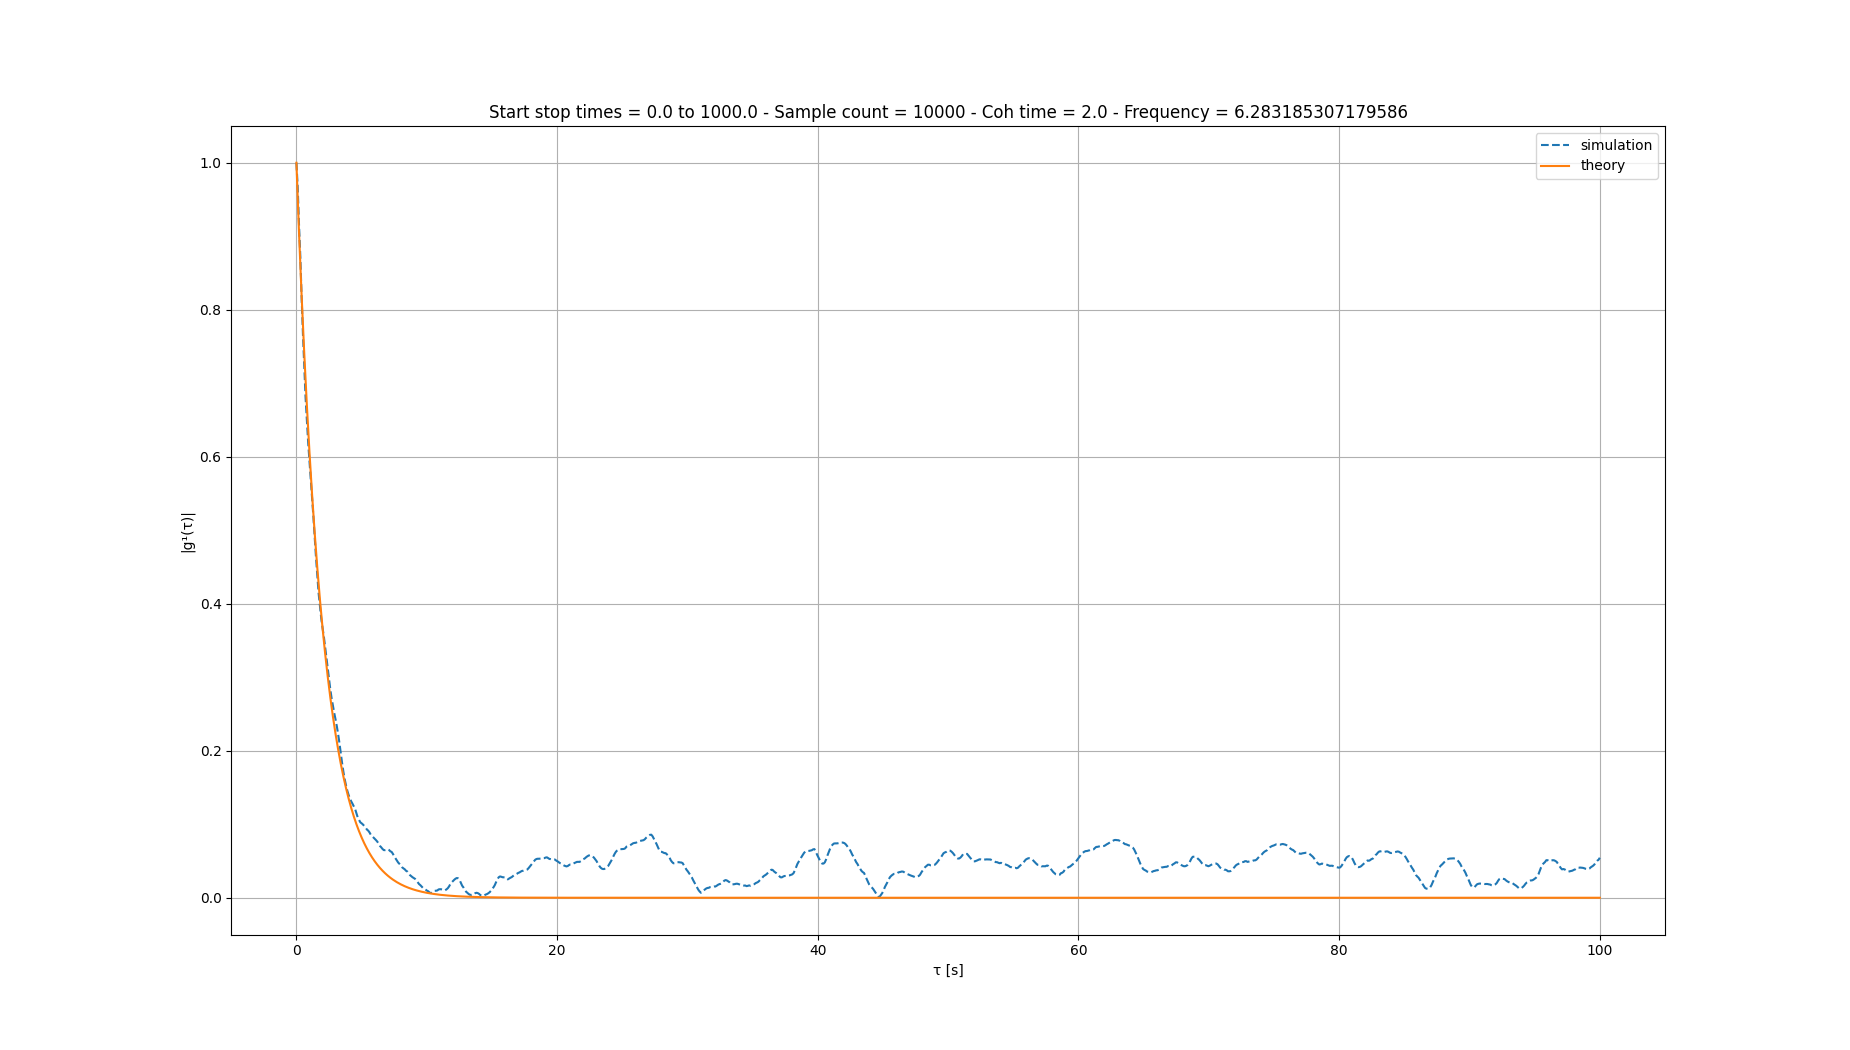 Start stop times = 0.0 to 1000.0 - Sample count = 10000 - Coh time = 2.0 - Frequency = 6.283185307179586
simulation
theory
1.0
0.8
0.6
0.4
0.2
0.0
|g¹(τ)|
0 20 40 60 80 100
τ [s]